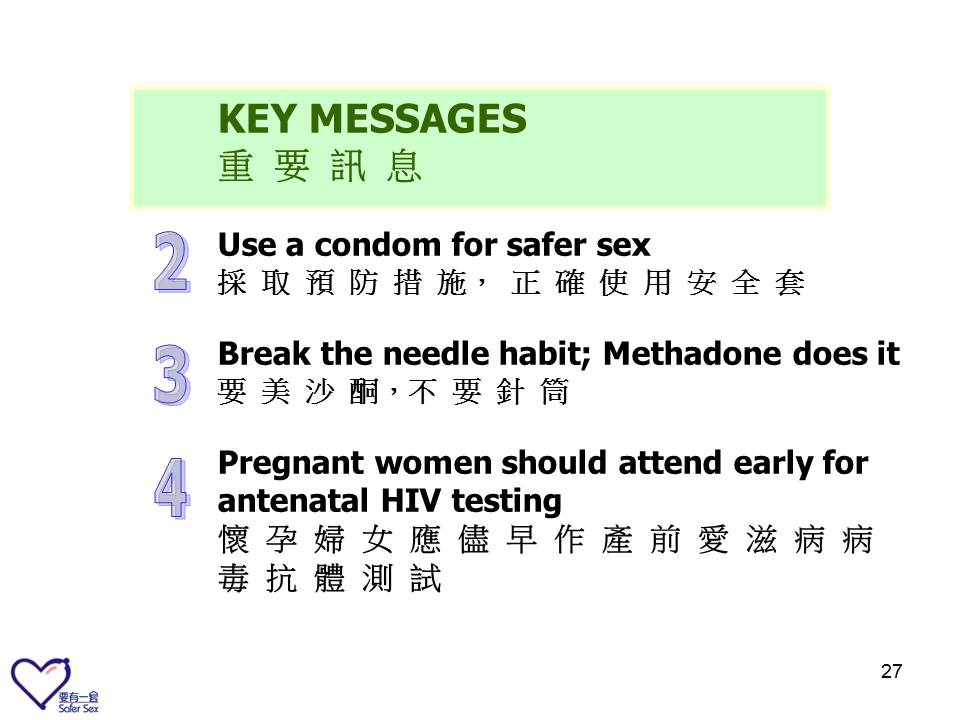 KEY MESSAGES
重 要 訊 息
2
Use a condom for safer sex
採 取 預 防 措 施， 正 確 使 用 安 全 套
3
Break the needle habit; Methadone does it
要 美 沙 酮，不 要 針 筒
4
Pregnant women should attend early for
antenatal HIV testing
懷 孕 婦 女 應 儘 早 作 產 前 愛 滋 病 病
毒 抗 體 測 試
27
要有一套
Safer Sex